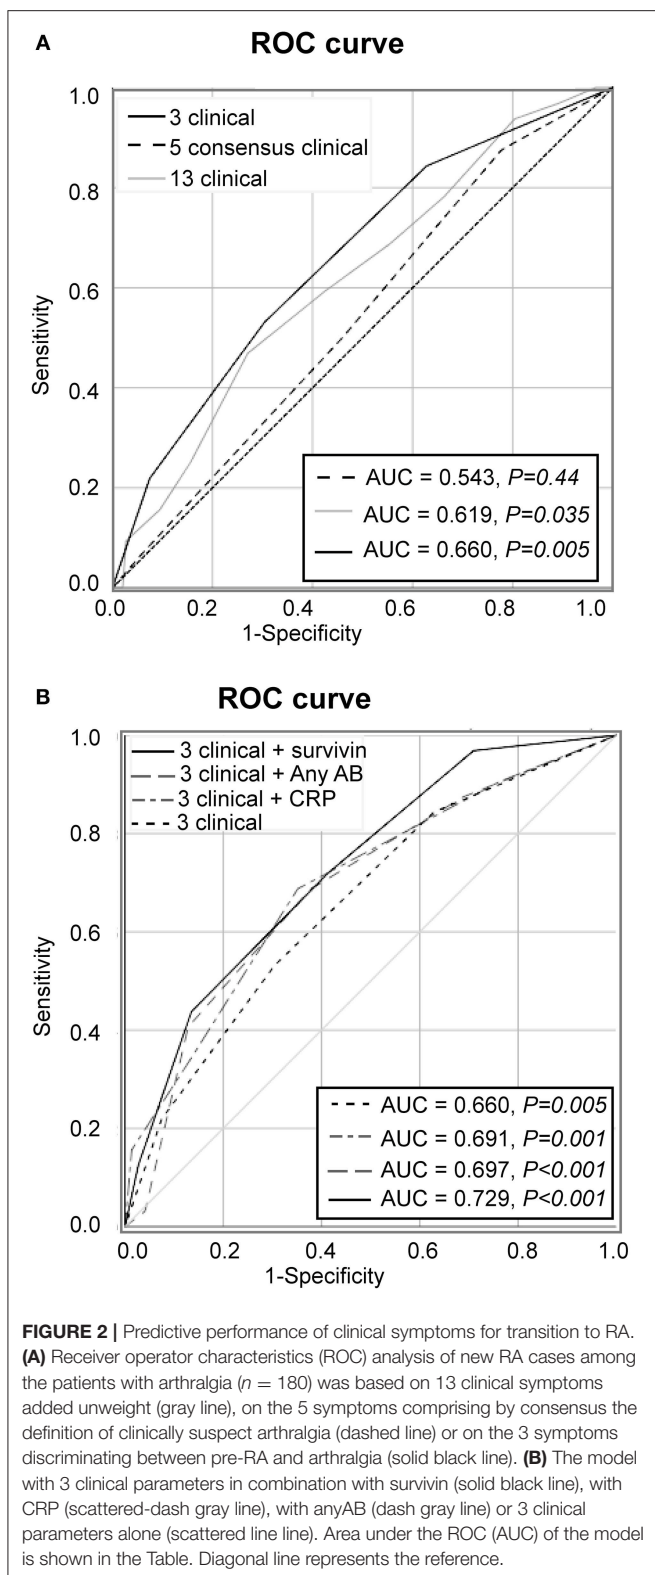 A
ROC curve
1.0
0.8
0.6
0.4
0.2
0.0
Sensitivity
3 clinical
5 consensus clinical
13 clinical
AUC = 0.543, P=0.44
AUC = 0.619, P=0.035
AUC = 0.660, P=0.005
0.0 0.2 0.4 0.6 0.8 1.0
1-Specificity
B
ROC curve
1.0
0.8
0.6
0.4
0.2
0.0
Sensitivity
3 clinical + survivin
3 clinical + Any AB
3 clinical + CRP
3 clinical
AUC = 0.660, P=0.005
AUC = 0.691, P=0.001
AUC = 0.697, P<0.001
AUC = 0.729, P<0.001
0.0 0.2 0.4 0.6 0.8 1.0
1-Specificity
FIGURE 2 | Predictive performance of clinical symptoms for transition to RA.
(A) Receiver operator characteristics (ROC) analysis of new RA cases among
the patients with arthralgia (n = 180) was based on 13 clinical symptoms
added unweight (gray line), on the 5 symptoms comprising by consensus the
definition of clinically suspect arthralgia (dashed line) or on the 3 symptoms
discriminating between pre-RA and arthralgia (solid black line). (B) The model
with 3 clinical parameters in combination with survivin (solid black line), with
CRP (scattered-dash gray line), with anyAB (dash gray line) or 3 clinical
parameters alone (scattered line line). Area under the ROC (AUC) of the model
is shown in the Table. Diagonal line represents the reference.